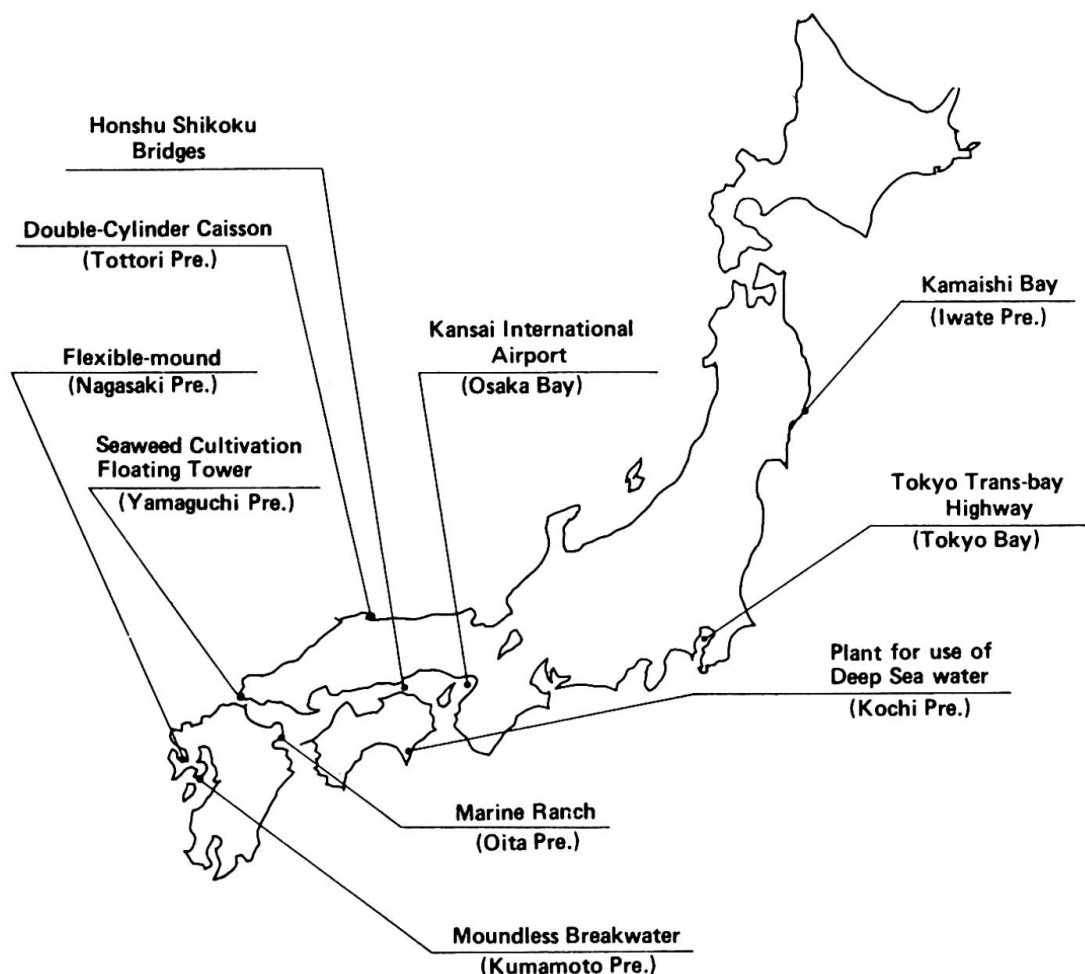 Honshu Shikoku
Bridges
Double-Cylinder Caisson
(Tottori Pre.)
Flexible-mound
(Nagasaki Pre.)
Seaweed Cultivation
Floating Tower
(Yamaguchi Pre.)
Kansai International
Airport
(Osaka Bay)
Kamaishi Bay
(Iwate Pre.)
Tokyo Trans-bay
Highway
(Tokyo Bay)
Plant for use of
Deep Sea water
(Kochi Pre.)
Marine Ranch
(Oita Pre.)
Moundless Breakwater
(Kumamoto Pre.)